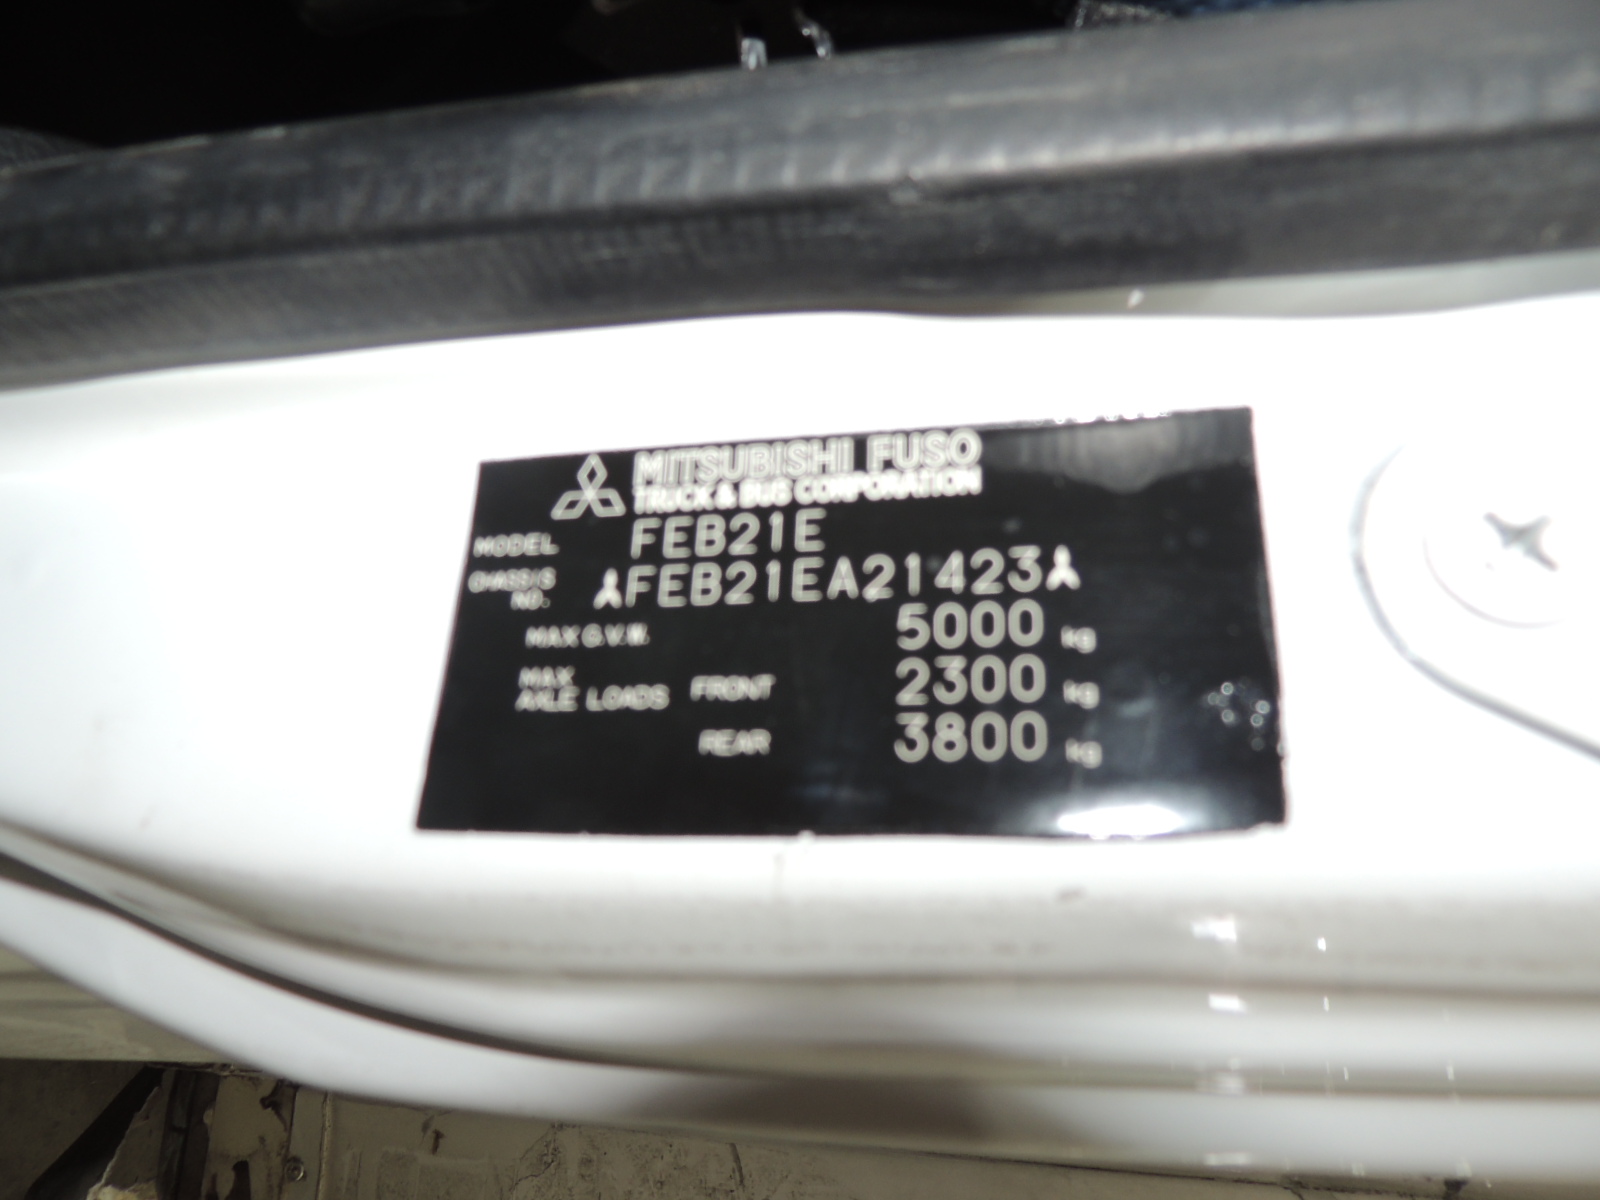 MITSUBISHI FUSO
TRUCK & BUS CORPORATION
MODEL FEB21E
CHASSIS NO. FEB21EA21423
MAX G.V.W. 5000 kg
MAX AXLE LOADS FRONT 2300 kg
REAR 3800 kg